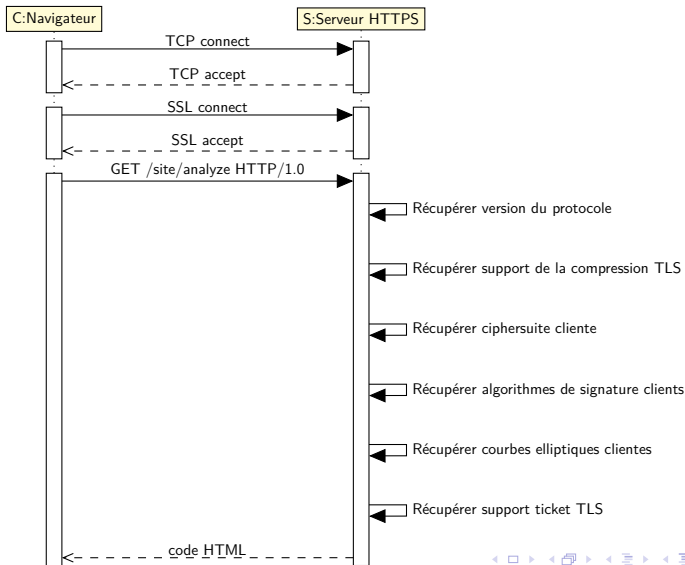 C:Navigateur
S:Serveur HTTPS
TCP connect
TCP accept
SSL connect
SSL accept
GET /site/analyze HTTP/1.0
Récupérer version du protocole
Récupérer support de la compression TLS
Récupérer ciphersuite cliente
Récupérer algorithmes de signature clients
Récupérer courbes elliptiques clientes
Récupérer support ticket TLS
code HTML